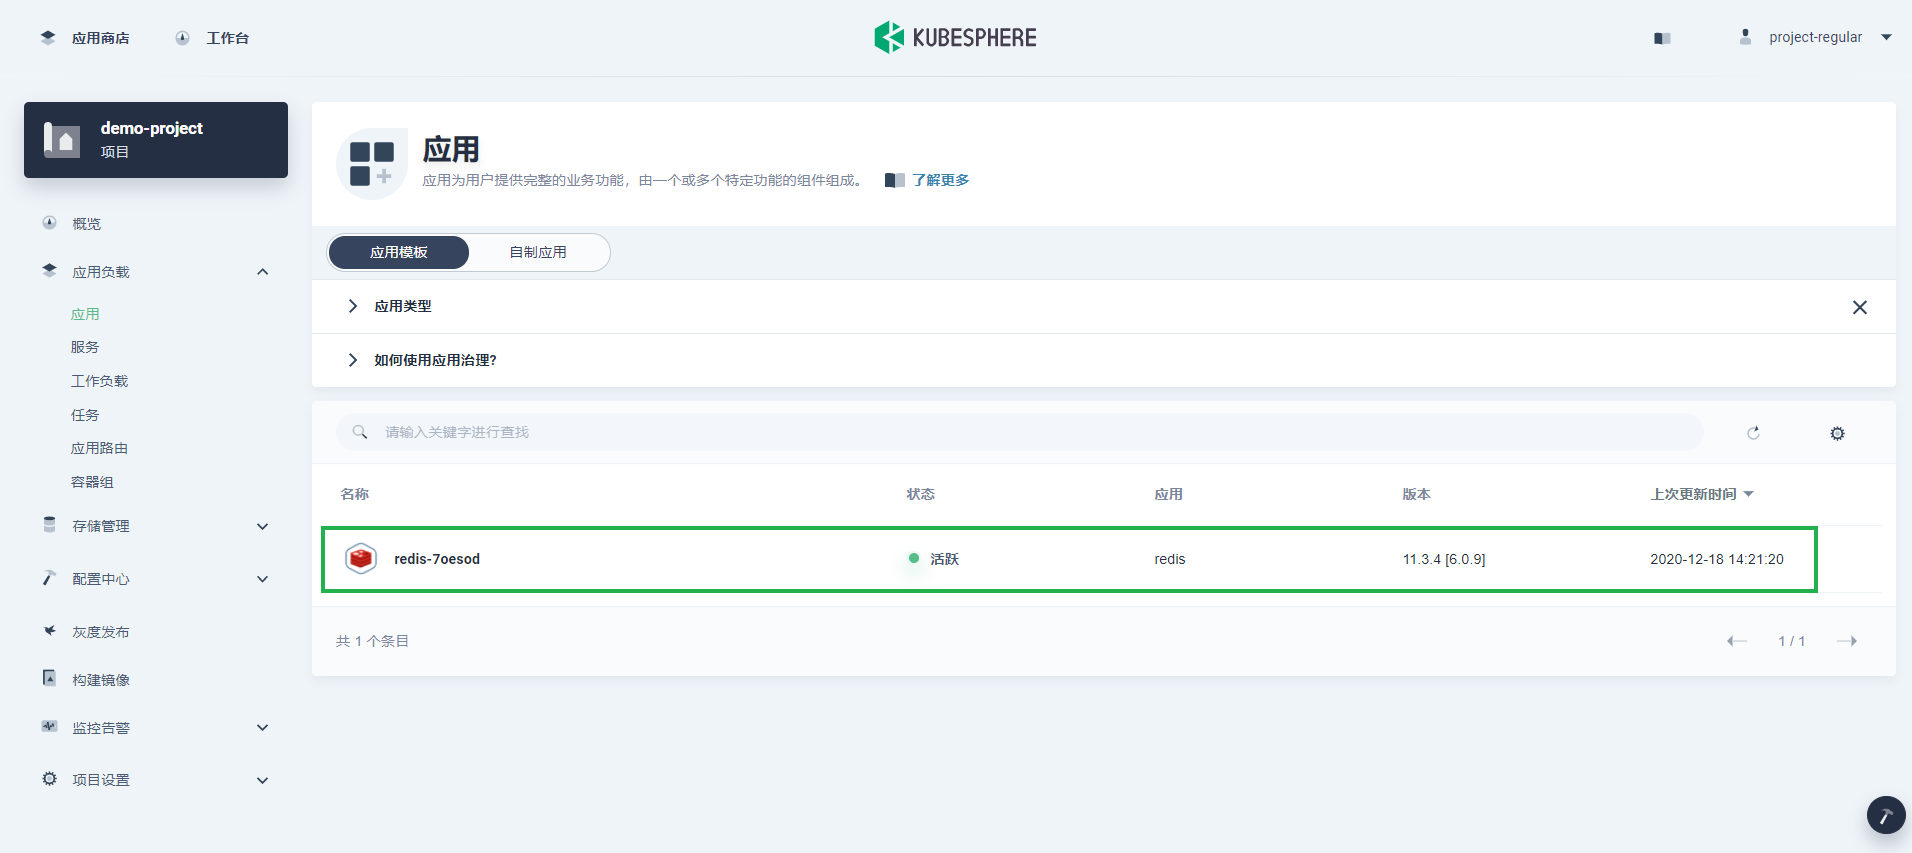 应用商店
工作台
KUBESPHERE
project-regular
demo-project
项目
概览
应用负载
应用
服务
工作负载
任务
应用路由
容器组
存储管理
配置中心
灰度发布
构建镜像
监控告警
项目设置
应用
应用为用户提供完整的业务功能，由一个或多个特定功能的组件组成。 了解更多
应用模板 自制应用
应用类型
如何使用应用治理?
请输入关键字进行查找
名称 状态 应用 版本 上次更新时间
redis-7oesod 活跃 redis 11.3.4 [6.0.9] 2020-12-18 14:21:20
共 1 个条目 1 / 1